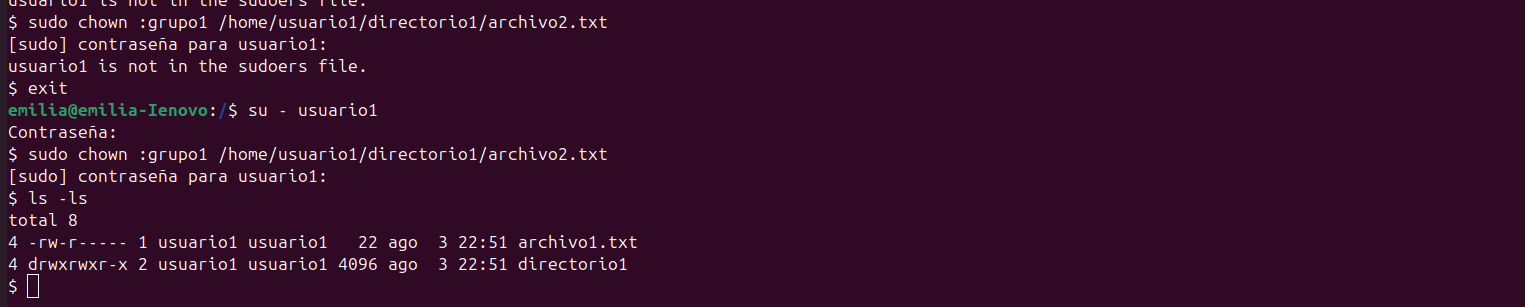 usuario1 is not in the sudoers file.
$ sudo chown :grupo1 /home/usuario1/directorio1/archivo2.txt
[sudo] contraseña para usuario1:
usuario1 is not in the sudoers file.
$ exit
emilia@emilia-Ienovo:/$ su - usuario1
Contraseña:
$ sudo chown :grupo1 /home/usuario1/directorio1/archivo2.txt
[sudo] contraseña para usuario1:
$ ls -ls
total 8
4 -rw-r----- 1 usuario1 usuario1   22 ago  3 22:51 archivo1.txt
4 drwxrwxr-x 2 usuario1 usuario1 4096 ago  3 22:51 directorio1
$